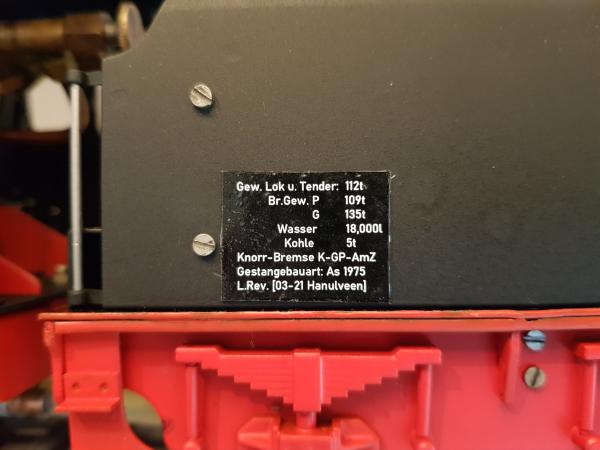 Gew. Lok u. Tender: 112t
Br.Gew. P 109t
G 135t
Wasser 18,000l
Kohle 5t
Knorr-Bremse K-GP-AmZ
Gestangebauart: As 1975
L.Rev. [03-21 Hanulveen]